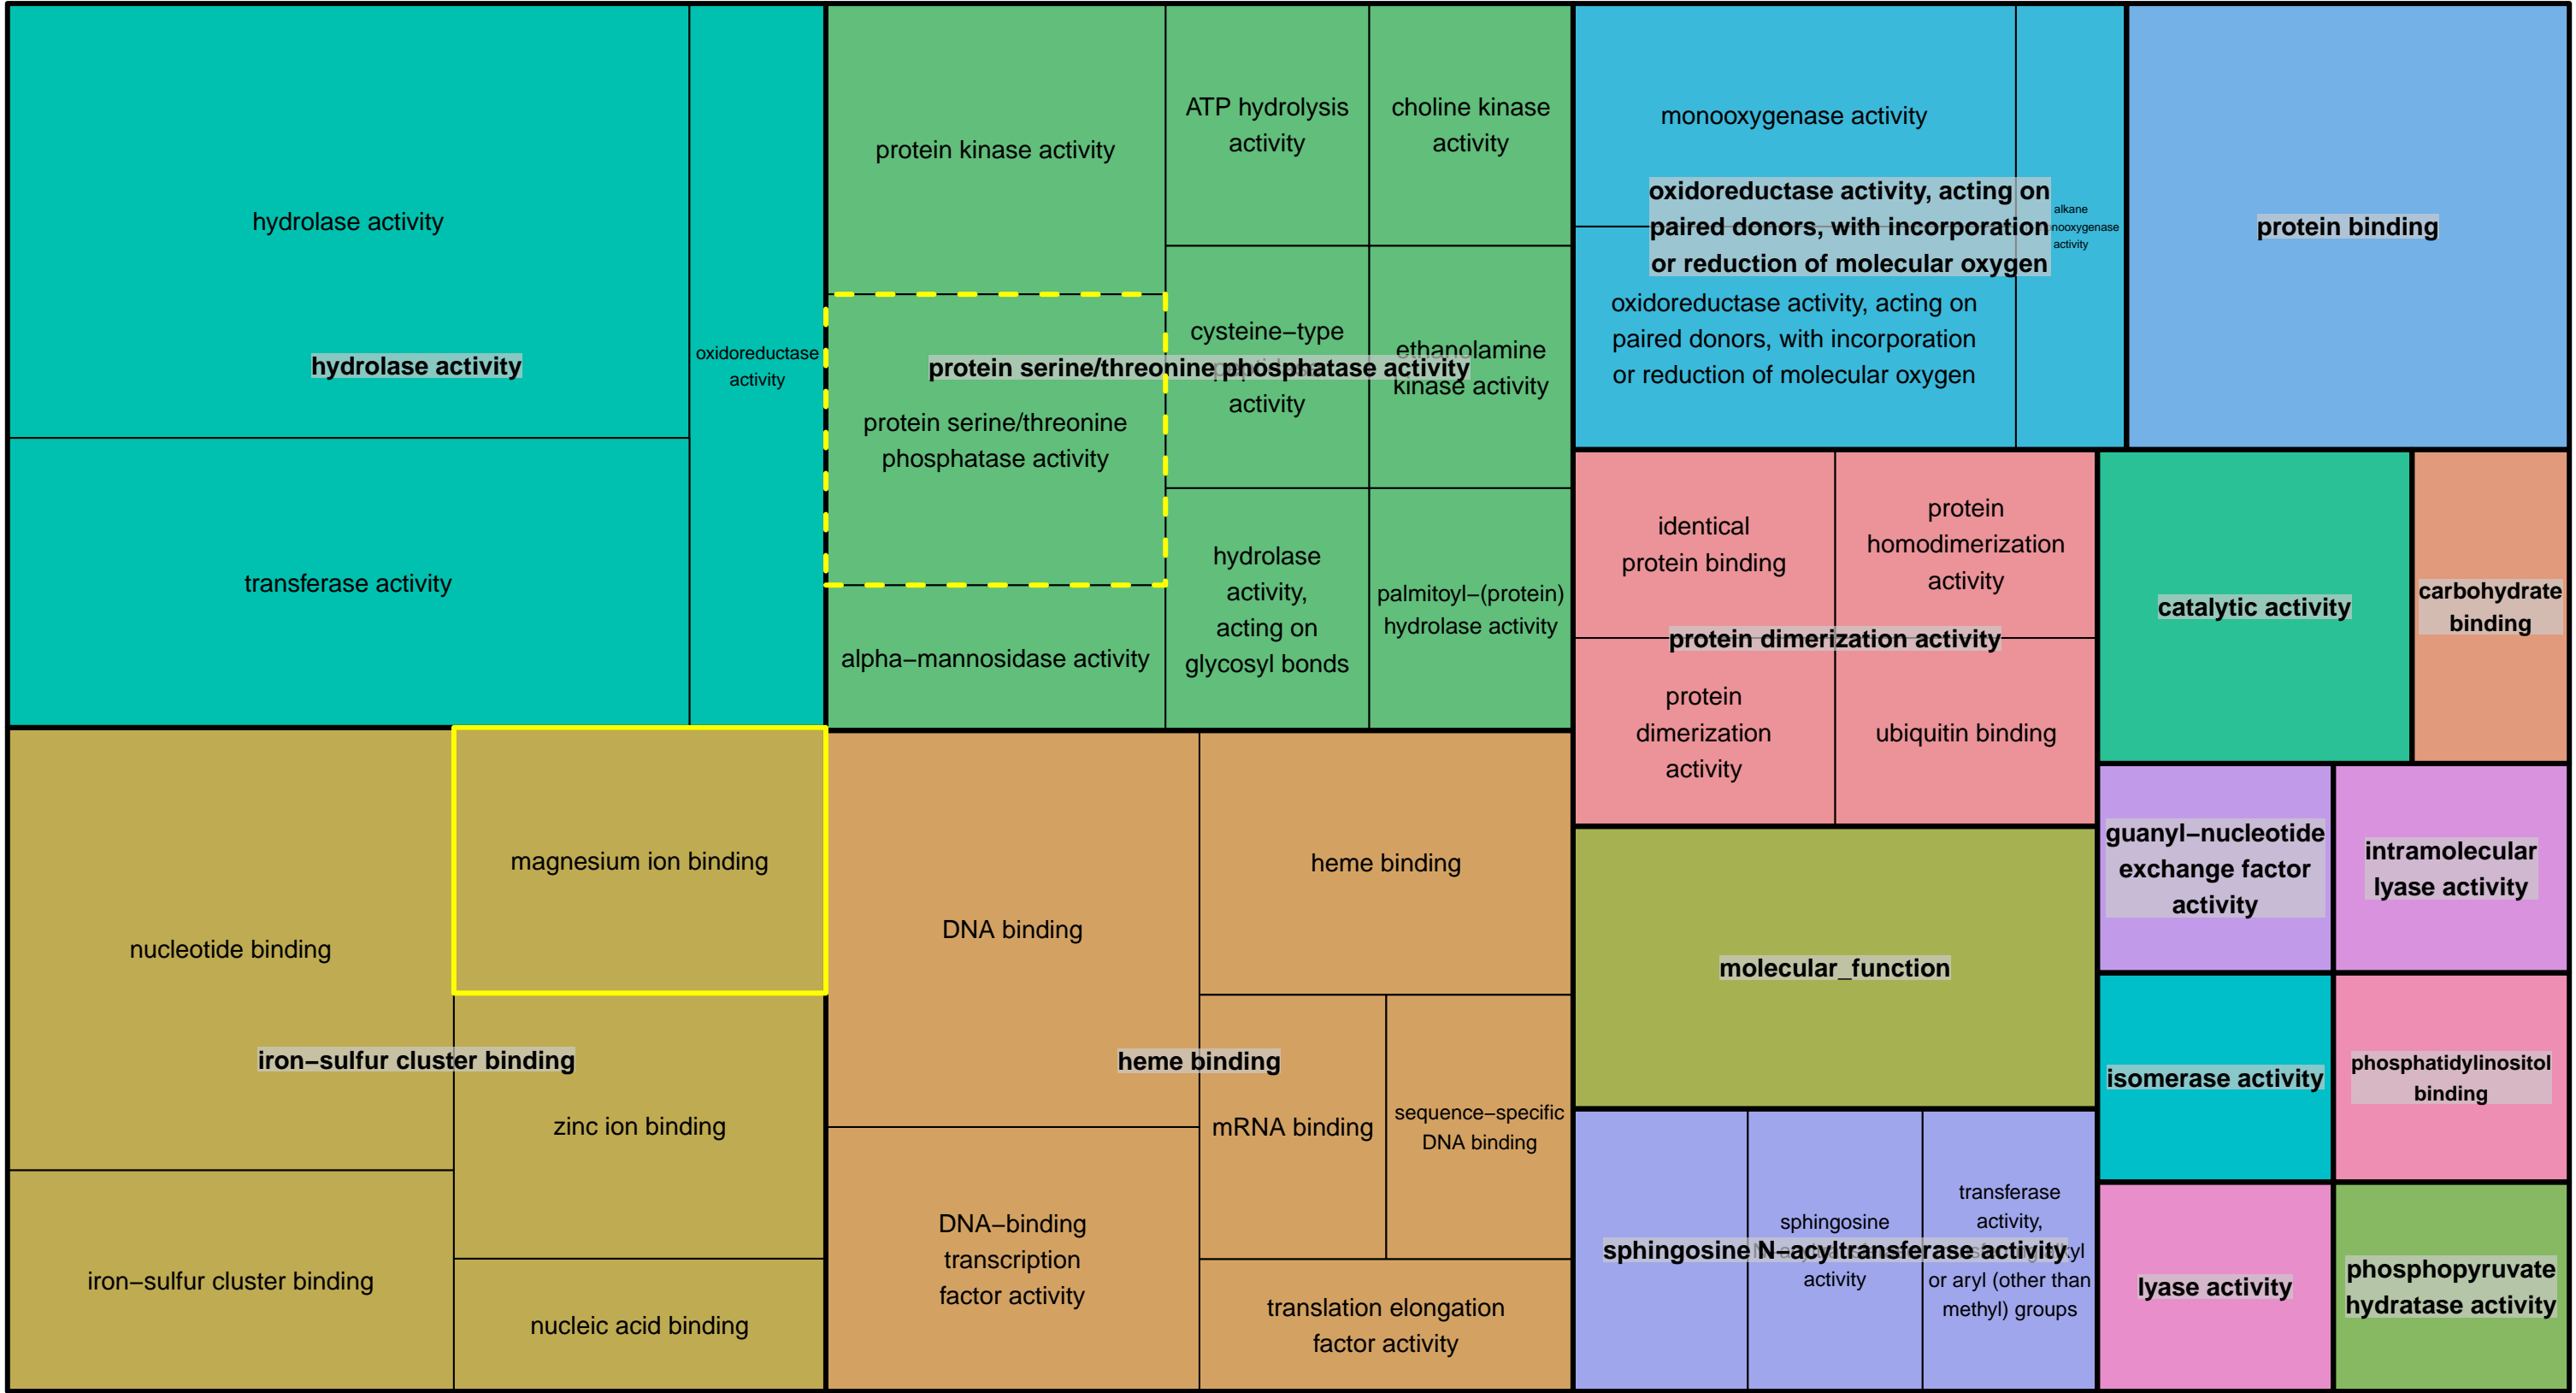 hydrolase activity
hydrolase activity
transferase activity
oxidoreductase
activity
protein kinase activity
ATP hydrolysis
activity
choline kinase
activity
protein serine/threonine phosphatase activity
protein serine/threonine
phosphatase activity
cysteine−type
activity
ethanolamine
kinase activity
alpha−mannosidase activity
hydrolase
activity,
acting on
glycosyl bonds
palmitoyl−(protein)
hydrolase activity
monooxygenase activity
oxidoreductase activity, acting on
paired donors, with incorporation
or reduction of molecular oxygen
alkane
activity
oxidoreductase activity, acting on
paired donors, with incorporation
or reduction of molecular oxygen
protein binding
identical
protein binding
protein
homodimerization
activity
protein dimerization activity
protein
dimerization
activity
ubiquitin binding
catalytic activity
carbohydrate
binding
nucleotide binding
magnesium ion binding
iron−sulfur cluster binding
zinc ion binding
iron−sulfur cluster binding
nucleic acid binding
DNA binding
heme binding
heme binding
mRNA binding
sequence−specific
DNA binding
DNA−binding
transcription
factor activity
translation elongation
factor activity
molecular_function
guanyl−nucleotide
exchange factor
activity
intramolecular
lyase activity
isomerase activity
phosphatidylinositol
binding
sphingosine N−acyltransferase activity
sphingosine
activity
transferase
activity,
or aryl (other than
methyl) groups
lyase activity
phosphopyruvate
hydratase activity